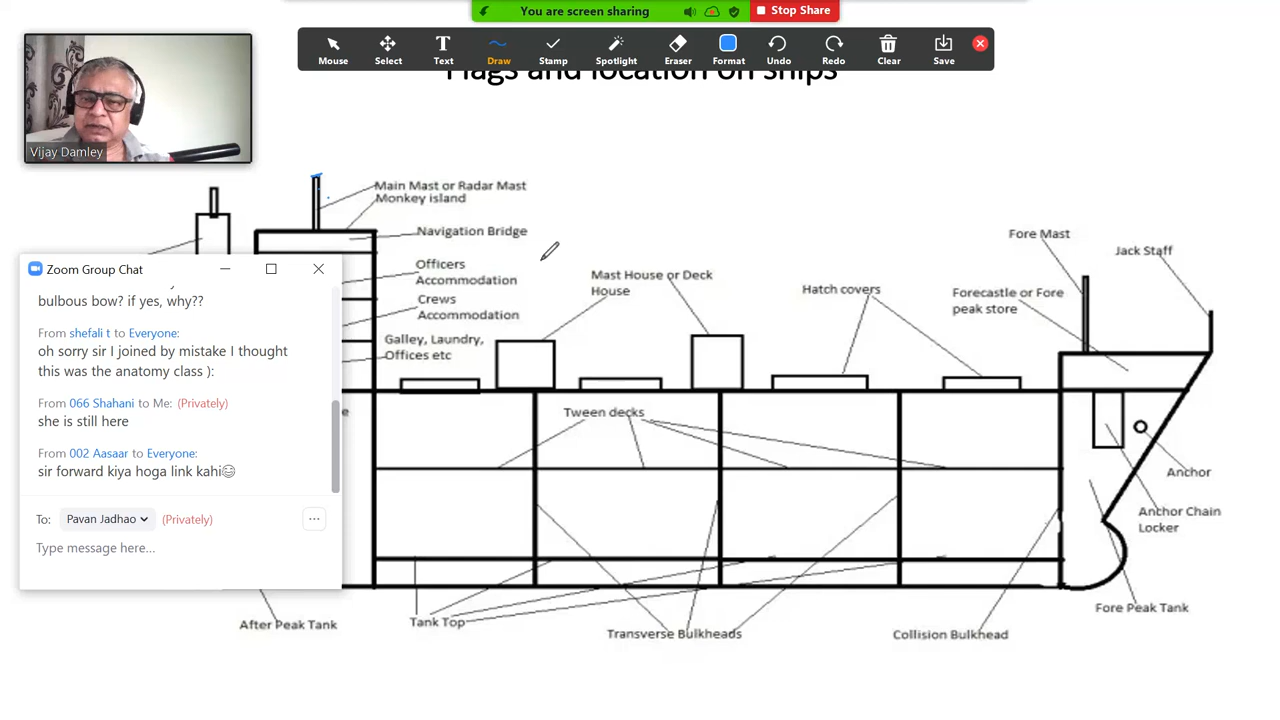 You are screen sharing
Stop Share
Mouse
Select
Text
Draw
Stamp
Spotlight
Eraser
Format
Undo
Redo
Clear
Save
Flags and location on ships
Vijay Damley
Main Mast or Radar Mast
Monkey island
Navigation Bridge
Officers
Accommodation
Crews
Accommodation
Galley, Laundry,
Offices etc
Mast House or Deck
House
Hatch covers
Fore Mast
Jack Staff
Forecastle or Fore
peak store
Tween decks
Anchor
Anchor Chain
Locker
Fore Peak Tank
After Peak Tank
Tank Top
Transverse Bulkheads
Collision Bulkhead
Zoom Group Chat
bulbous bow? if yes, why??
From shefali t to Everyone:
oh sorry sir I joined by mistake I thought
this was the anatomy class ):
From 066 Shahani to Me: (Privately)
she is still here
From 002 Aasaar to Everyone:
sir forward kiya hoga link kahi😅
To: Pavan Jadhao (Privately)
Type message here...